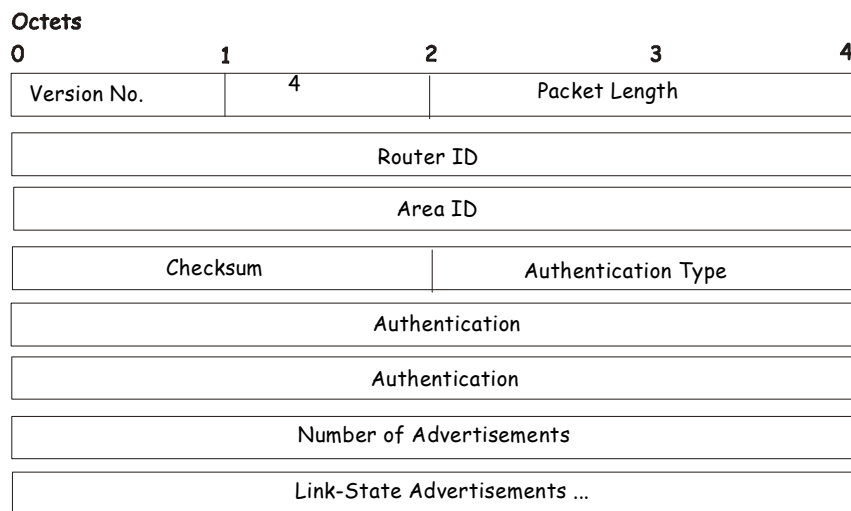 Octets
0 1 2 3 4
Version No. 4 Packet Length
Router ID
Area ID
Checksum Authentication Type
Authentication
Authentication
Number of Advertisements
Link-State Advertisements ...